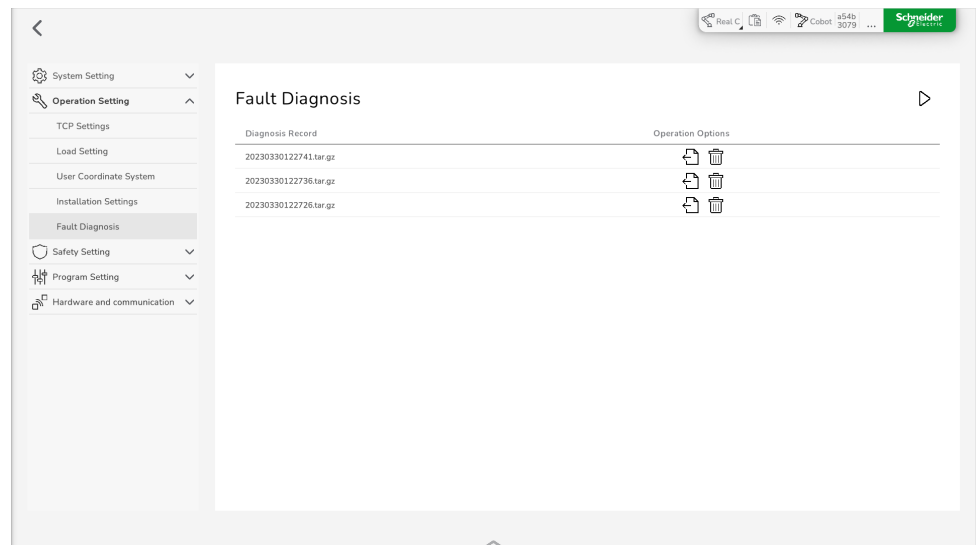 Real C
Cobot
a54b
3079
...
Schneider
Electric
System Setting
Operation Setting
TCP Settings
Load Setting
User Coordinate System
Installation Settings
Fault Diagnosis
Safety Setting
Program Setting
Hardware and communication
Fault Diagnosis
Diagnosis Record Operation Options
20230330122741.tar.gz
20230330122736.tar.gz
20230330122726.tar.gz